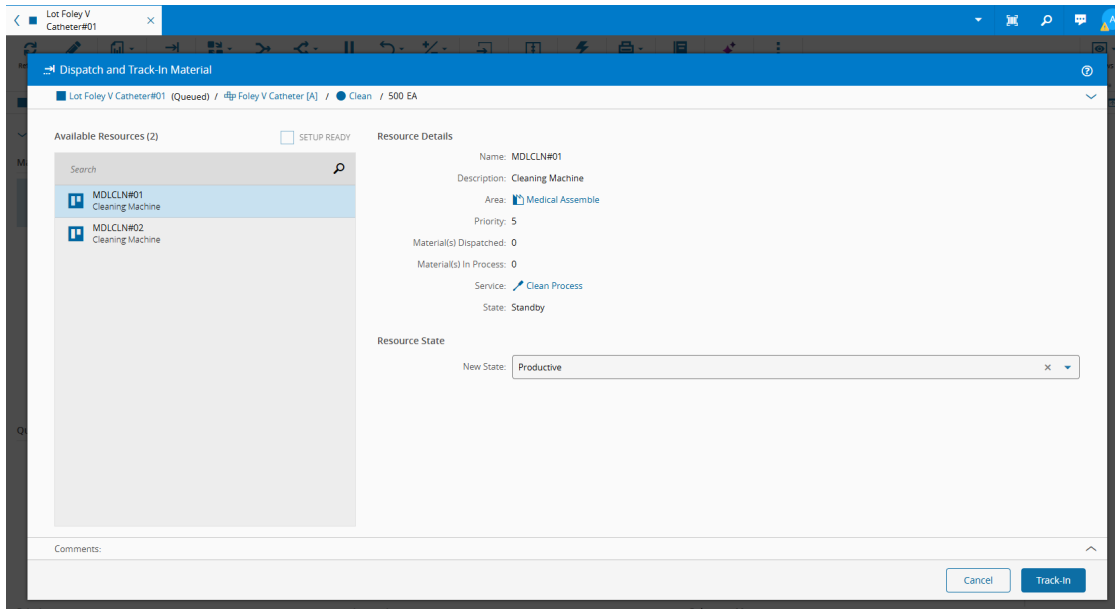 Lot Foley V
Catheter#01
Dispatch and Track-In Material
Lot Foley V Catheter#01 (Queued) / Foley V Catheter [A] / Clean / 500 EA
Available Resources (2)
SETUP READY
Search
MDLCLN#01
Cleaning Machine
MDLCLN#02
Cleaning Machine
Resource Details
Name: MDLCLN#01
Description: Cleaning Machine
Area: Medical Assemble
Priority: 5
Material(s) Dispatched: 0
Material(s) In Process: 0
Service: Clean Process
State: Standby
Resource State
New State: Productive
Comments:
Cancel
Track-In